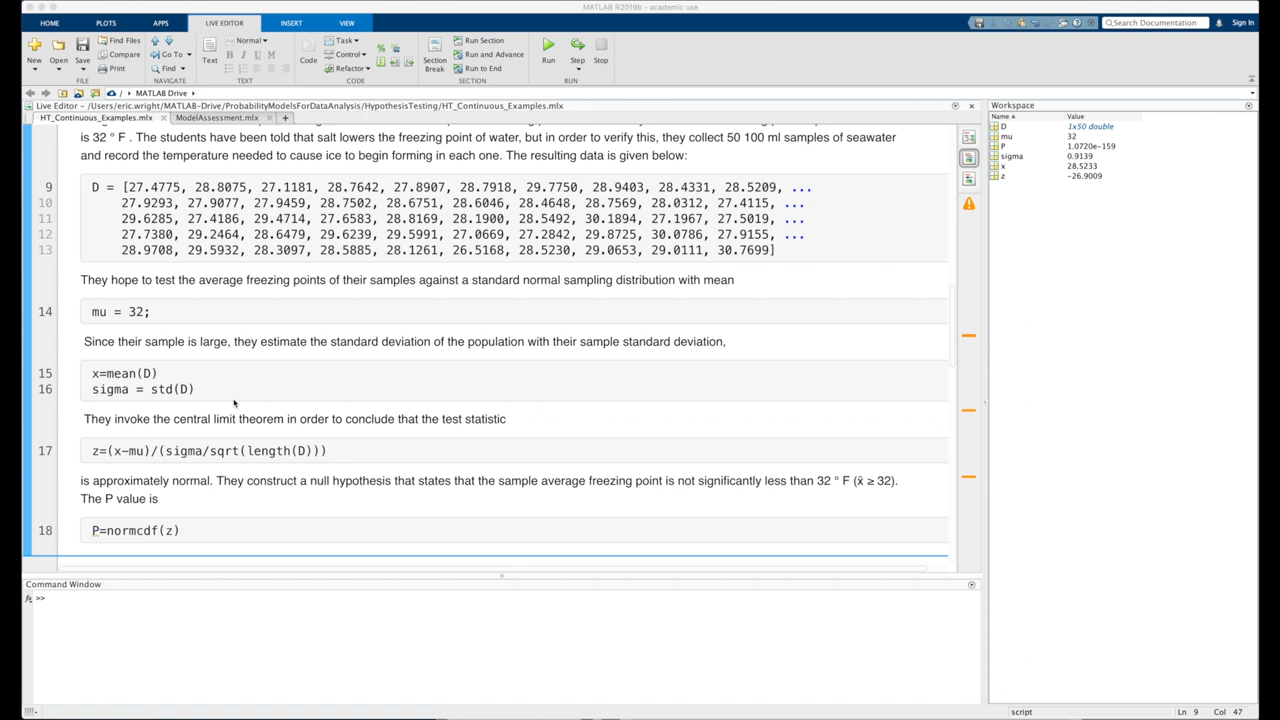 MATLAB R2019b - academic use
HOME PLOTS APPS LIVE EDITOR INSERT VIEW Search Documentation Sign In
New Open Save Find Files Compare Print Go To Find Text Normal B I U M Code Task Control Refactor Section Break Run Section Run and Advance Run to End Run Step Stop
FILE NAVIGATE TEXT CODE SECTION RUN
/ MATLAB Drive
Live Editor - /Users/eric.wright/MATLAB-Drive/ProbabilityModelsForDataAnalysis/HypothesisTesting/HT_Continuous_Examples.mlx
HT_Continuous_Examples.mlx ModelAssessment.mlx
is 32 ° F . The students have been told that salt lowers the freezing point of water, but in order to verify this, they collect 50 100 ml samples of seawater
and record the temperature needed to cause ice to begin forming in each one. The resulting data is given below:
9 D = [27.4775, 28.8075, 27.1181, 28.7642, 27.8907, 28.7918, 29.7750, 28.9403, 28.4331, 28.5209, ...
10 27.9293, 27.9077, 27.9459, 28.7502, 28.6751, 28.6046, 28.4648, 28.7569, 28.0312, 27.4115, ...
11 29.6285, 27.4186, 29.4714, 27.6583, 28.8169, 28.1900, 28.5492, 30.1894, 27.1967, 27.5019, ...
12 27.7380, 29.2464, 28.6479, 29.6239, 29.5991, 27.0669, 27.2842, 29.8725, 30.0786, 27.9155, ...
13 28.9708, 29.5932, 28.3097, 28.5885, 28.1261, 26.5168, 28.5230, 29.0653, 29.0111, 30.7699]
They hope to test the average freezing points of their samples against a standard normal sampling distribution with mean
14 mu = 32;
Since their sample is large, they estimate the standard deviation of the population with their sample standard deviation,
15 x=mean(D)
16 sigma = std(D)
They invoke the central limit theorem in order to conclude that the test statistic
17 z=(x-mu)/(sigma/sqrt(length(D)))
is approximately normal. They construct a null hypothesis that states that the sample average freezing point is not significantly less than 32 ° F (x̄ ≥ 32).
The P value is
18 P=normcdf(z)
Command Window
fx >>
Workspace
Name Value
D 1x50 double
mu 32
P 1.0720e-159
sigma 0.9139
x 28.5233
z -26.9009
script Ln 9 Col 47